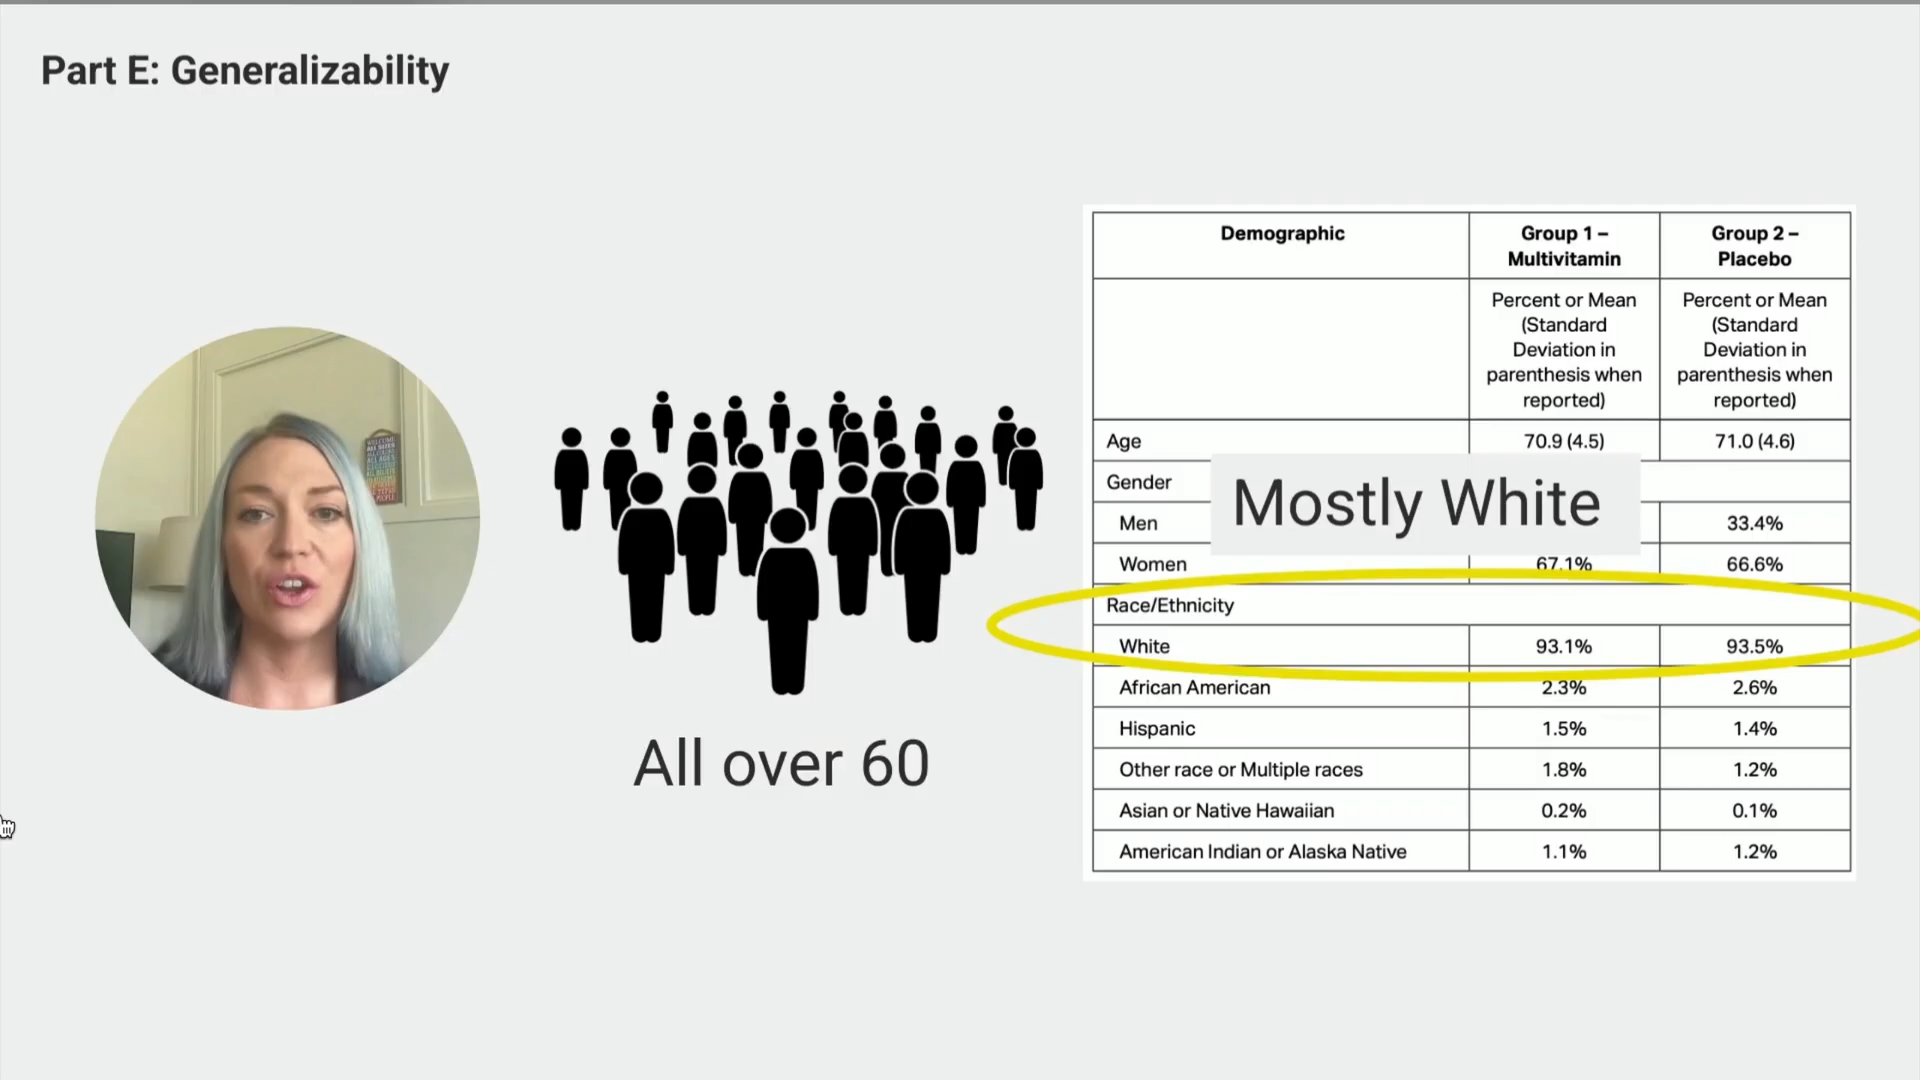 Part E: Generalizability
WELCOME
All over 60
Mostly White
Demographic
Group 1 –
Multivitamin
Group 2 –
Placebo
Percent or Mean
(Standard
Deviation in
parenthesis when
reported)
Percent or Mean
(Standard
Deviation in
parenthesis when
reported)
Age 70.9 (4.5) 71.0 (4.6)
Gender
Men 33.4%
Women 67.1% 66.6%
Race/Ethnicity
White 93.1% 93.5%
African American 2.3% 2.6%
Hispanic 1.5% 1.4%
Other race or Multiple races 1.8% 1.2%
Asian or Native Hawaiian 0.2% 0.1%
American Indian or Alaska Native 1.1% 1.2%